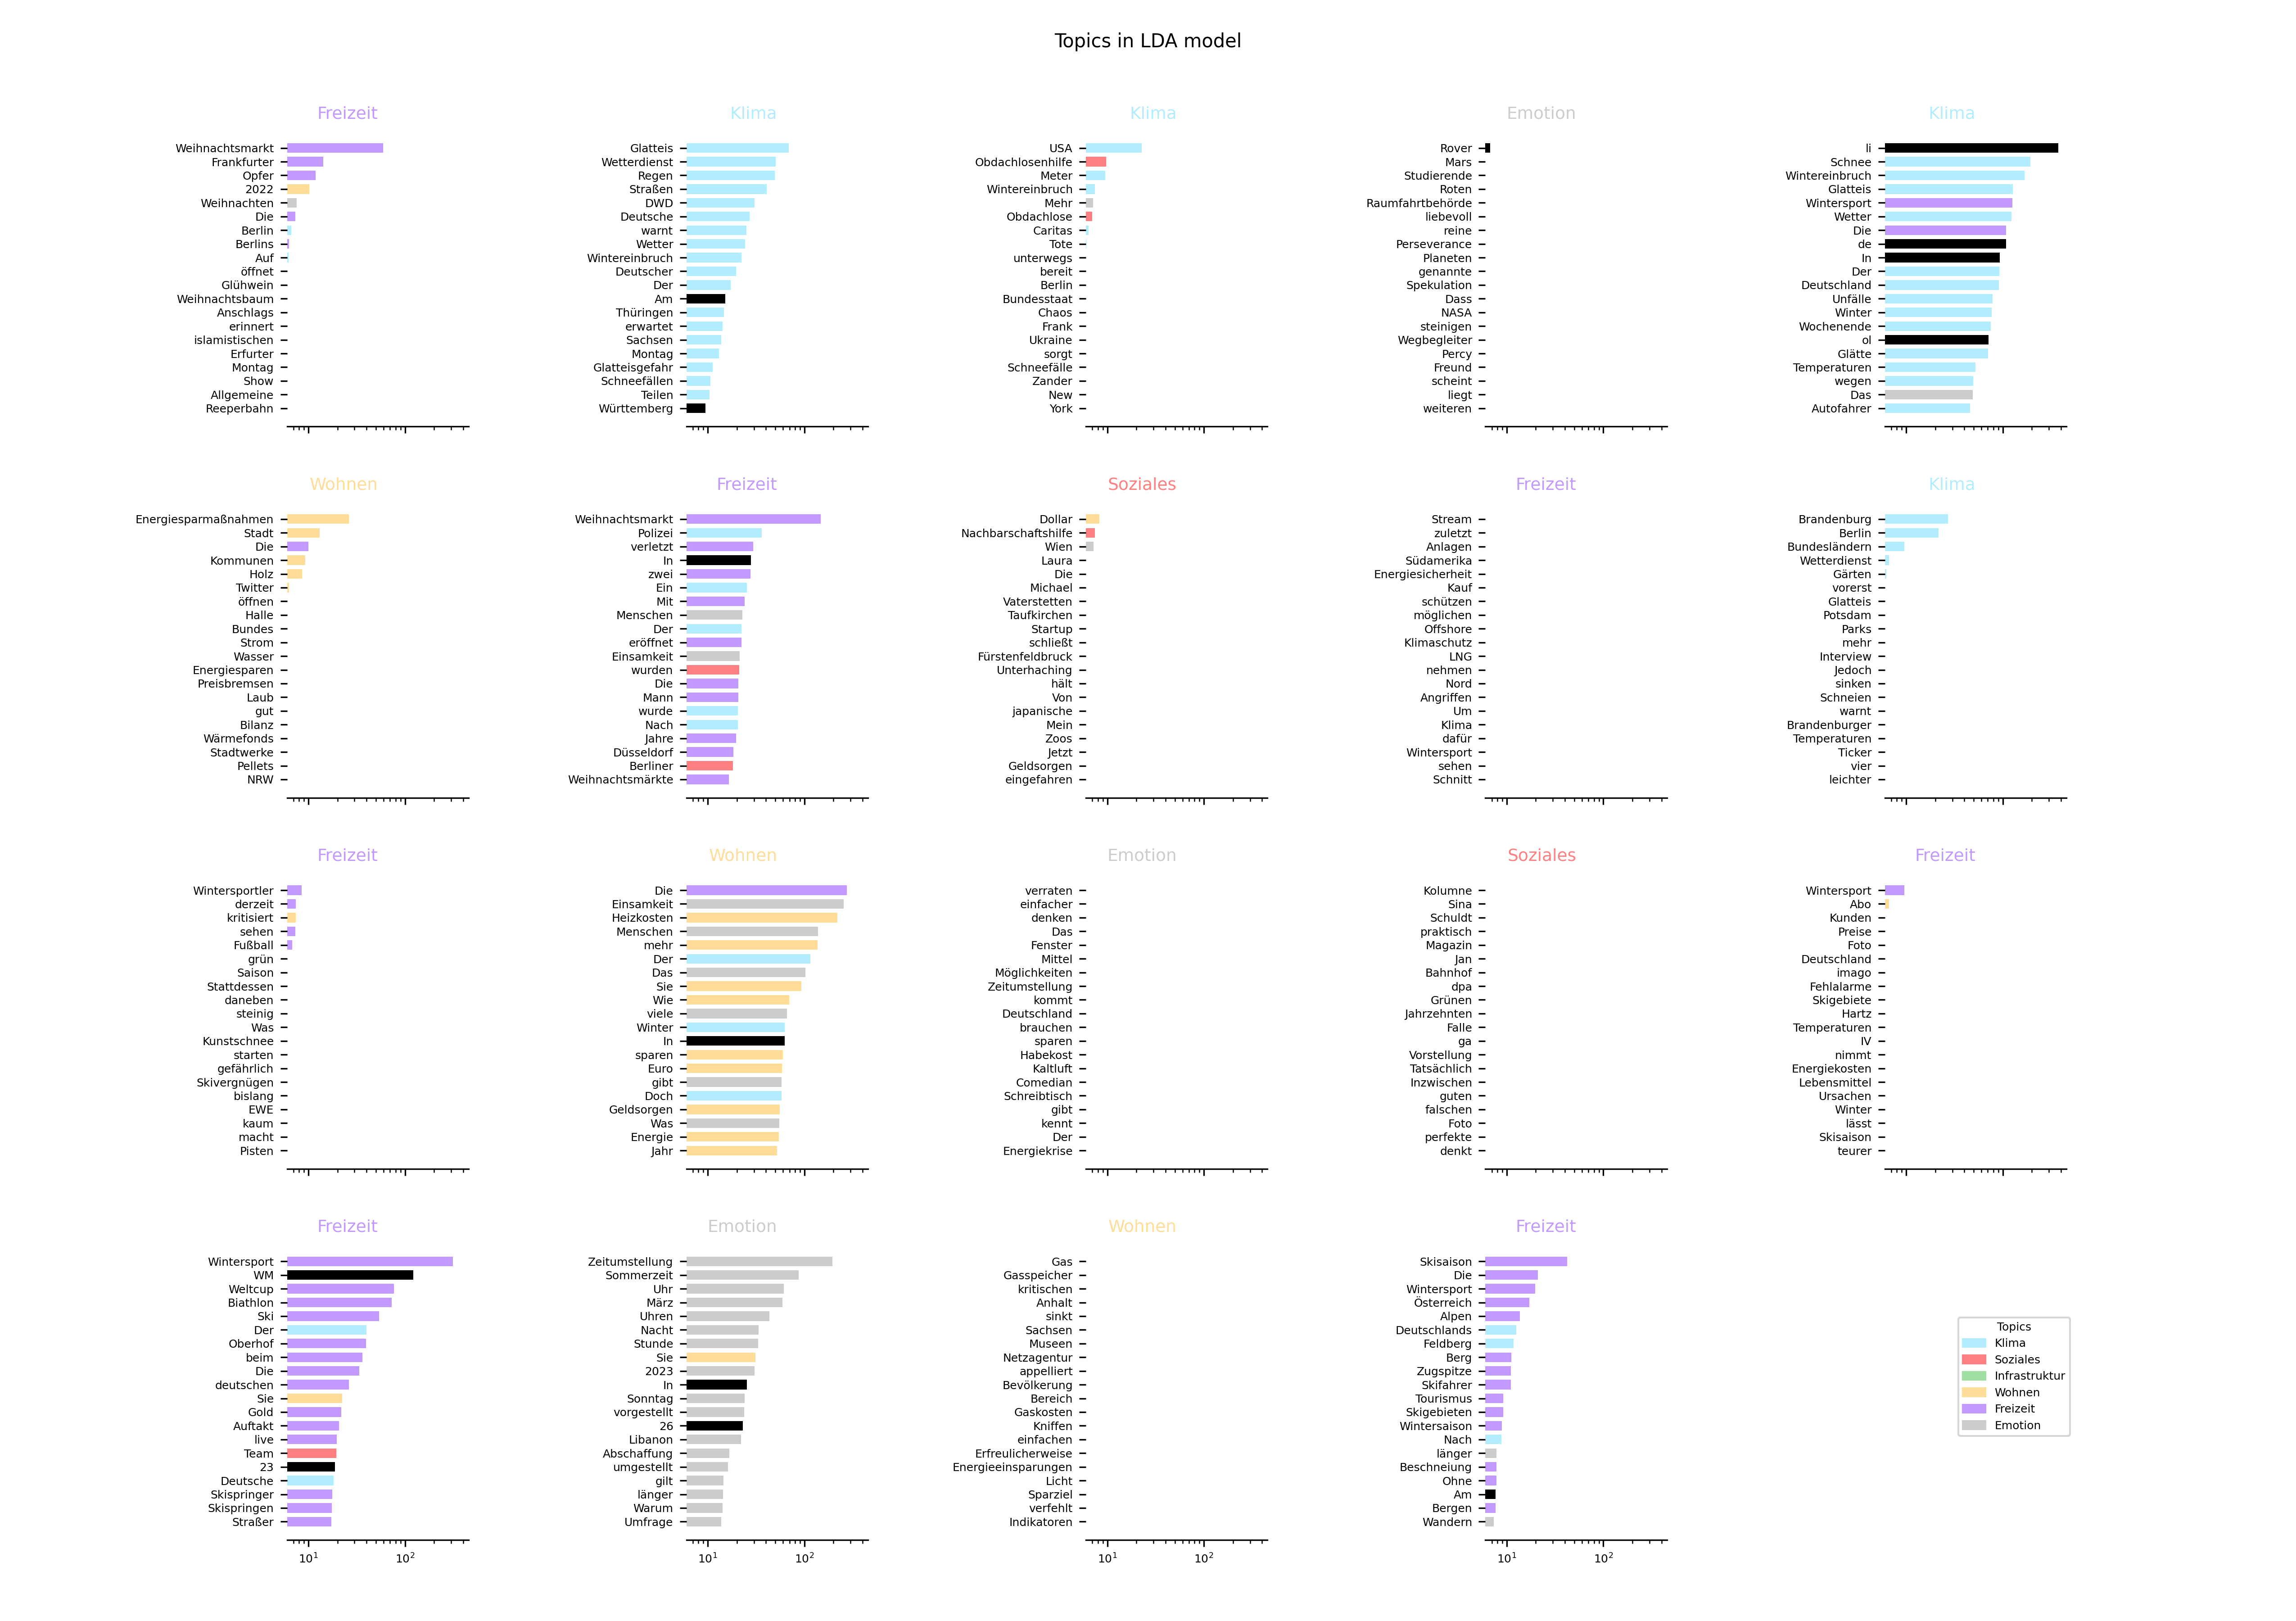 Topics in LDA model
Freizeit
Weihnachtsmarkt
Frankfurter
Opfer
2022
Weihnachten
Die
Berlin
Berlins
Auf
öffnet
Glühwein
Weihnachtsbaum
Anschlags
erinnert
islamistischen
Erfurter
Montag
Show
Allgemeine
Reeperbahn
Klima
Glatteis
Wetterdienst
Regen
Straßen
DWD
Deutsche
warnt
Wetter
Wintereinbruch
Deutscher
Der
Am
Thüringen
erwartet
Sachsen
Montag
Glatteisgefahr
Schneefällen
Teilen
Württemberg
Klima
USA
Obdachlosenhilfe
Meter
Wintereinbruch
Mehr
Obdachlose
Caritas
Tote
unterwegs
bereit
Berlin
Bundesstaat
Chaos
Frank
Ukraine
sorgt
Schneefälle
Zander
New
York
Emotion
Rover
Mars
Studierende
Roten
Raumfahrtbehörde
liebevoll
reine
Perseverance
Planeten
genannte
Spekulation
Dass
NASA
steinigen
Wegbegleiter
Percy
Freund
scheint
liegt
weiteren
Klima
li
Schnee
Wintereinbruch
Glatteis
Wintersport
Wetter
Die
de
In
Der
Deutschland
Unfälle
Winter
Wochenende
ol
Glätte
Temperaturen
wegen
Das
Autofahrer
Wohnen
Energiesparmaßnahmen
Stadt
Die
Kommunen
Holz
Twitter
öffnen
Halle
Bundes
Strom
Wasser
Energiesparen
Preisbremsen
Laub
gut
Bilanz
Wärmefonds
Stadtwerke
Pellets
NRW
Freizeit
Weihnachtsmarkt
Polizei
verletzt
In
zwei
Ein
Mit
Menschen
Der
eröffnet
Einsamkeit
wurden
Die
Mann
wurde
Nach
Jahre
Düsseldorf
Berliner
Weihnachtsmärkte
Soziales
Dollar
Nachbarschaftshilfe
Wien
Laura
Die
Michael
Vaterstetten
Taufkirchen
Startup
schließt
Fürstenfeldbruck
Unterhaching
hält
Von
japanische
Mein
Zoos
Jetzt
Geldsorgen
eingefahren
Freizeit
Stream
zuletzt
Anlagen
Südamerika
Energiesicherheit
Kauf
schützen
möglichen
Offshore
Klimaschutz
LNG
nehmen
Nord
Angriffen
Um
Klima
dafür
Wintersport
sehen
Schnitt
Klima
Brandenburg
Berlin
Bundesländern
Wetterdienst
Gärten
vorerst
Glatteis
Potsdam
Parks
mehr
Interview
Jedoch
sinken
Schneien
warnt
Brandenburger
Temperaturen
Ticker
vier
leichter
Freizeit
Wintersportler
derzeit
kritisiert
sehen
Fußball
grün
Saison
Stattdessen
daneben
steinig
Was
Kunstschnee
starten
gefährlich
Skivergnügen
bislang
EWE
kaum
macht
Pisten
Wohnen
Die
Einsamkeit
Heizkosten
Menschen
mehr
Der
Das
Sie
Wie
viele
Winter
In
sparen
Euro
gibt
Doch
Geldsorgen
Was
Energie
Jahr
Emotion
verraten
einfacher
denken
Das
Fenster
Mittel
Möglichkeiten
Zeitumstellung
kommt
Deutschland
brauchen
sparen
Habekost
Kaltluft
Comedian
Schreibtisch
gibt
kennt
Der
Energiekrise
Soziales
Kolumne
Sina
Schuldt
praktisch
Magazin
Jan
Bahnhof
dpa
Grünen
Jahrzehnten
Falle
ga
Vorstellung
Tatsächlich
Inzwischen
guten
falschen
Foto
perfekte
denkt
Freizeit
Wintersport
Abo
Kunden
Preise
Foto
Deutschland
imago
Fehlalarme
Skigebiete
Hartz
Temperaturen
IV
nimmt
Energiekosten
Lebensmittel
Ursachen
Winter
lässt
Skisaison
teurer
Freizeit
Wintersport
WM
Weltcup
Biathlon
Ski
Der
Oberhof
beim
Die
deutschen
Sie
Gold
Auftakt
live
Team
23
Deutsche
Skispringer
Skispringen
Straßer
10¹ 10²
Emotion
Zeitumstellung
Sommerzeit
Uhr
März
Uhren
Nacht
Stunde
Sie
2023
In
Sonntag
vorgestellt
26
Libanon
Abschaffung
umgestellt
gilt
länger
Warum
Umfrage
10¹ 10²
Wohnen
Gas
Gasspeicher
kritischen
Anhalt
sinkt
Sachsen
Museen
Netzagentur
appelliert
Bevölkerung
Bereich
Gaskosten
Kniffen
einfachen
Erfreulicherweise
Energieeinsparungen
Licht
Sparziel
verfehlt
Indikatoren
10¹ 10²
Freizeit
Skisaison
Die
Wintersport
Österreich
Alpen
Deutschlands
Feldberg
Berg
Zugspitze
Skifahrer
Tourismus
Skigebieten
Wintersaison
Nach
länger
Beschneiung
Ohne
Am
Bergen
Wandern
10¹ 10²
Topics
Klima
Soziales
Infrastruktur
Wohnen
Freizeit
Emotion